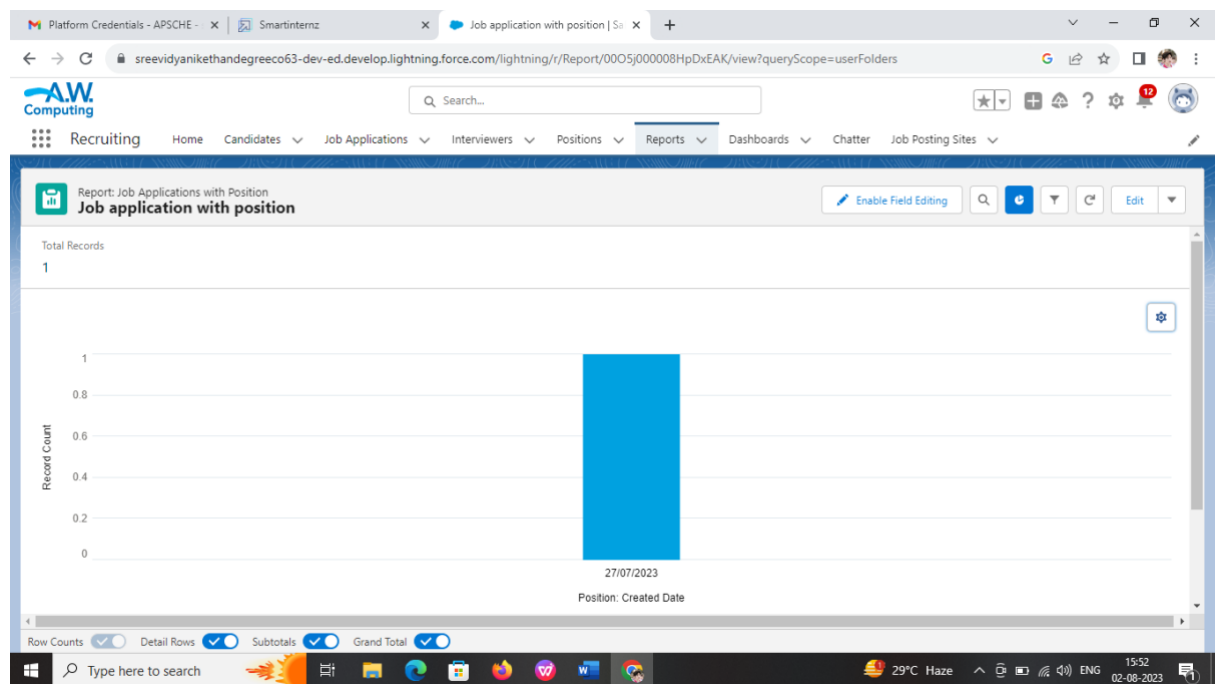 Platform Credentials - APSCHE -
Smartinternz
Job application with position | Sa
sreevidyanikethandegreeco63-dev-ed.develop.lightning.force.com/lightning/r/Report/00O5j000008HpDxEAK/view?queryScope=userFolders
A.W.
Computing
Search...
12
Recruiting Home Candidates Job Applications Interviewers Positions Reports Dashboards Chatter Job Posting Sites
Report: Job Applications with Position
Job application with position
Enable Field Editing
Edit
Total Records
1
1
0.8
0.6
0.4
0.2
0
Record Count
27/07/2023
Position: Created Date
Row Counts Detail Rows Subtotals Grand Total
Type here to search
29°C Haze
ENG
15:52
02-08-2023
1